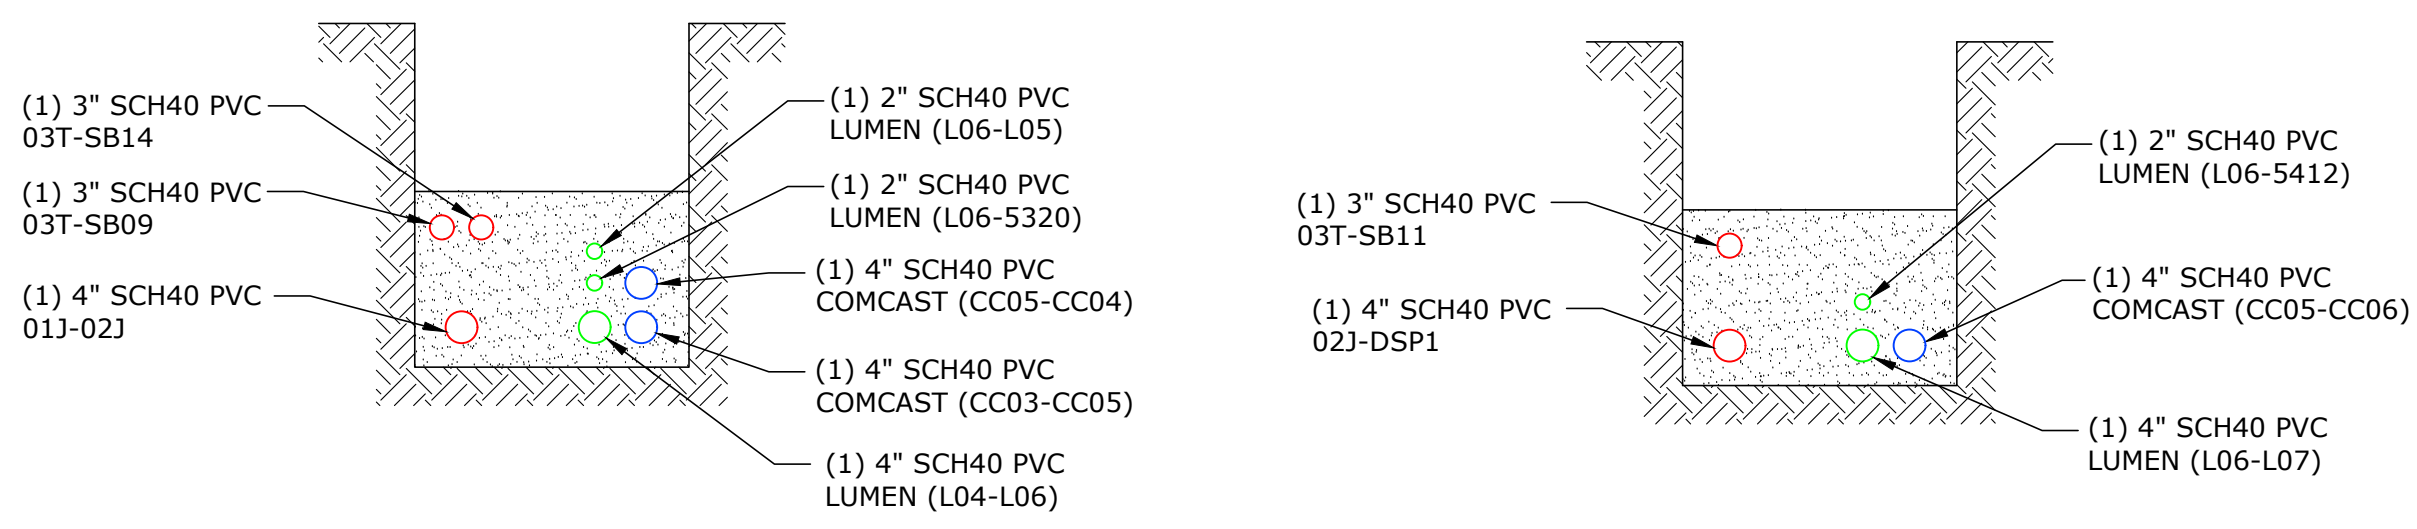 (1) 3" SCH40 PVC
03T-SB14
(1) 3" SCH40 PVC
03T-SB09
(1) 4" SCH40 PVC
01J-02J
(1) 2" SCH40 PVC
LUMEN (L06-L05)
(1) 2" SCH40 PVC
LUMEN (L06-5320)
(1) 4" SCH40 PVC
COMCAST (CC05-CC04)
(1) 4" SCH40 PVC
COMCAST (CC03-CC05)
(1) 4" SCH40 PVC
LUMEN (L04-L06)
(1) 3" SCH40 PVC
03T-SB11
(1) 4" SCH40 PVC
02J-DSP1
(1) 2" SCH40 PVC
LUMEN (L06-5412)
(1) 4" SCH40 PVC
COMCAST (CC05-CC06)
(1) 4" SCH40 PVC
LUMEN (L06-L07)